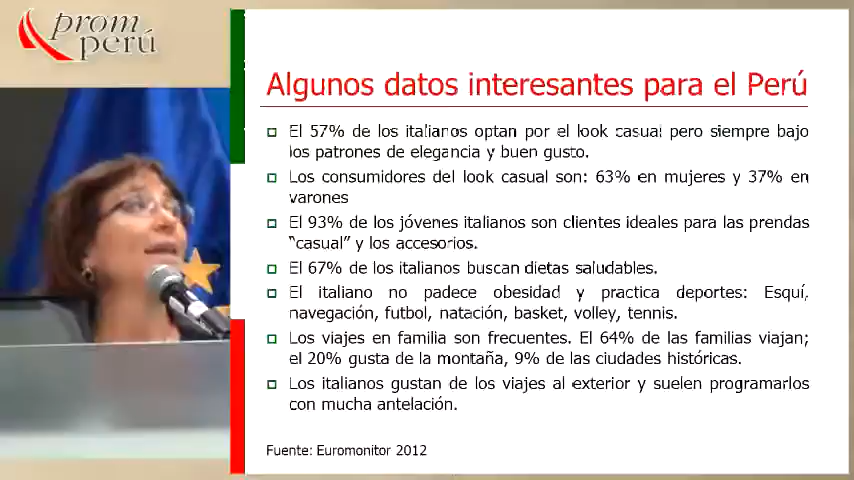 prom
perú
Algunos datos interesantes para el Perú
El 57% de los italianos optan por el look casual pero siempre bajo
los patrones de elegancia y buen gusto.
Los consumidores del look casual son: 63% en mujeres y 37% en
varones
El 93% de los jóvenes italianos son clientes ideales para las prendas
“casual” y los accesorios.
El 67% de los italianos buscan dietas saludables.
El italiano no padece obesidad y practica deportes: Esquí,
navegación, futbol, natación, basket, volley, tennis.
Los viajes en familia son frecuentes. El 64% de las familias viajan;
el 20% gusta de la montaña, 9% de las ciudades históricas.
Los italianos gustan de los viajes al exterior y suelen programarlos
con mucha antelación.
Fuente: Euromonitor 2012